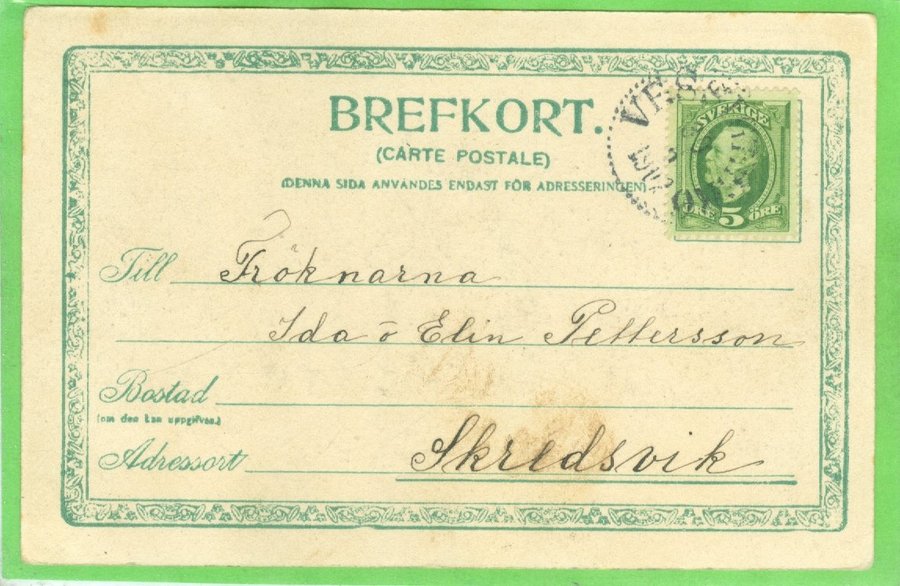 BREFKORT.
(CARTE POSTALE)
(DENNA SIDA ANVÄNDES ENDAST FÖR ADRESSERINGEN)
SVERIGE
ÖRE 5 ÖRE
Till Fröknarna
Ida o Elin Pettersson
Bostad
(om den kan uppgifvas.)
Adressort Skredsvik